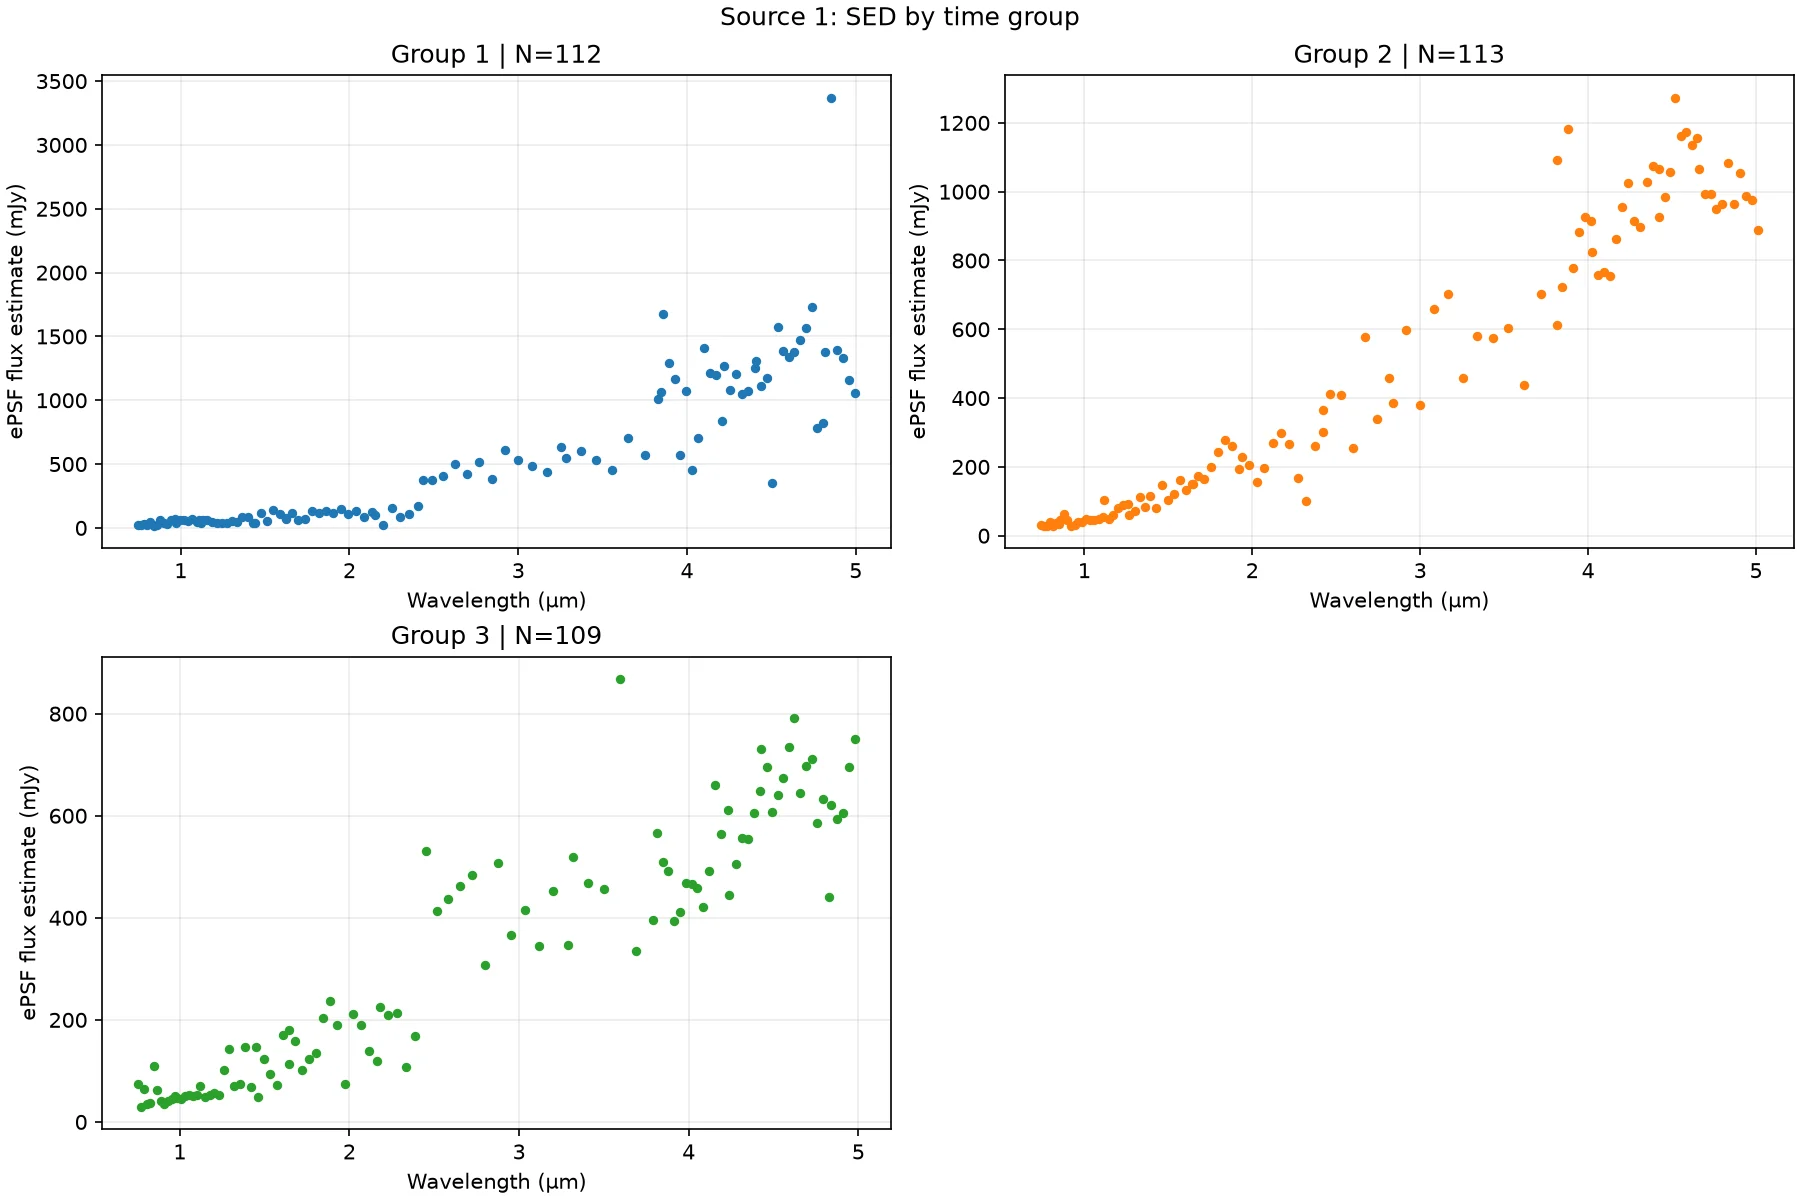 Source 1: SED by time group
Group 1 | N=112
ePSF flux estimate (mJy)
3500
3000
2500
2000
1500
1000
500
0
1 2 3 4 5
Wavelength (μm)
Group 2 | N=113
ePSF flux estimate (mJy)
1200
1000
800
600
400
200
0
1 2 3 4 5
Wavelength (μm)
Group 3 | N=109
ePSF flux estimate (mJy)
800
600
400
200
0
1 2 3 4 5
Wavelength (μm)